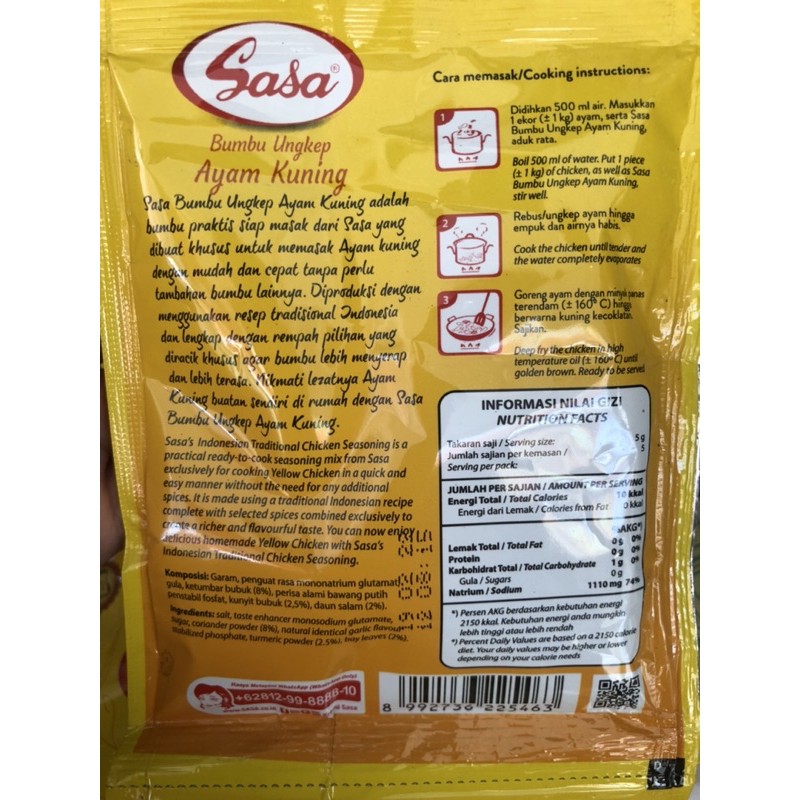 Sasa®
Bumbu Ungkep
Ayam Kuning
Sasa Bumbu Ungkep Ayam Kuning adalah
bumbu praktis siap masak dari Sasa yang
dibuat khusus untuk memasak Ayam kuning
dengan mudah dan cepat tanpa perlu
tambahan bumbu lainnya. Diproduksi dengan
menggunakan resep tradisional Indonesia
dan lengkap dengan rempah pilihan yang
diracik khusus agar bumbu lebih menyerap
dan lebih terasa. Nikmati lezatnya Ayam
Kuning buatan sendiri di rumah dengan Sasa
Bumbu Ungkep Ayam Kuning.
Sasa's Indonesian Traditional Chicken Seasoning is a
practical ready-to-cook seasoning mix from Sasa
exclusively for cooking Yellow Chicken in a quick and
easy manner without the need for any additional
spices. It is made using a traditional Indonesian recipe
complete with selected spices combined exclusively to
create a richer and flavourful taste. You can now enjoy
delicious homemade Yellow Chicken with Sasa's
Indonesian Traditional Chicken Seasoning.
Komposisi: Garam, penguat rasa mononatrium glutamat,
gula, ketumbar bubuk (8%), perisa alami bawang putih
penstabil fosfat, kunyit bubuk (2,5%), daun salam (2%).
Ingredients: salt, taste enhancer monosodium glutamate,
sugar, coriander powder (8%), natural identical garlic flavour
stabilized phosphate, turmeric powder (2.5%), bay leaves (2%).
+62812-99-8888-10
www.sasa.co.id
Cara memasak/Cooking instructions:
1
Didihkan 500 ml air. Masukkan
1 ekor (± 1 kg) ayam, serta Sasa
Bumbu Ungkep Ayam Kuning,
aduk rata.
Boil 500 ml of water. Put 1 piece
(± 1 kg) of chicken, as well as Sasa
Bumbu Ungkep Ayam Kuning,
stir well.
2
Rebus/ungkep ayam hingga
empuk dan airnya habis.
Cook the chicken until tender and
the water completely evaporates
3
Goreng ayam dengan minyak panas
terendam (± 160° C) hingga
berwarna kuning kecoklatan.
Sajikan.
Deep fry the chicken in high
temperature oil (± 160° C) until
golden brown. Ready to be served
INFORMASI NILAI GIZI
NUTRITION FACTS
Takaran saji / Serving size: 5 g
Jumlah sajian per kemasan / 5
Serving per pack:
JUMLAH PER SAJIAN / AMOUNT PER SERVING
Energi Total / Total Calories 10 kkal
Energi dari Lemak / Calories from Fat 0 kkal
%AKG*)
Lemak Total / Total Fat 0 g 0%
Protein 0 g 0%
Karbohidrat Total / Total Carbohydrate 1 g 0%
Gula / Sugars 0 g
Natrium / Sodium 1110 mg 74%
*) Persen AKG berdasarkan kebutuhan energi
2150 kkal. Kebutuhan energi anda mungkin
lebih tinggi atau lebih rendah
*) Percent Daily Values are based on a 2150 calorie
diet. Your daily values may be higher or lower
depending on your calorie needs
8 992736 225463